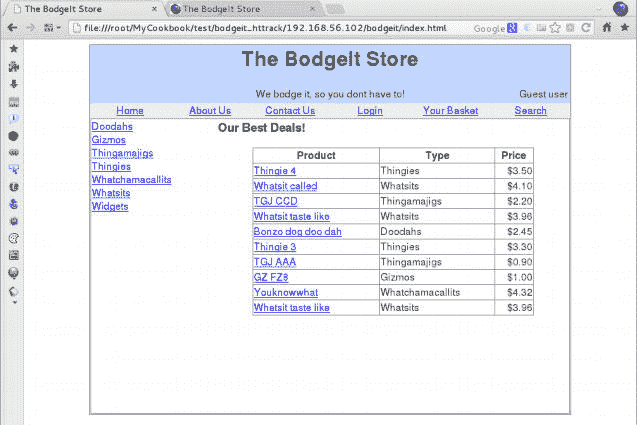 The BodgeIt Store
The BodgeIt Store
file:///root/MyCookbook/test/bodgeit_httrack/192.168.56.102/bodgeit/index.html
Google
The BodgeIt Store
We bodge it, so you dont have to!
Guest user
Home About Us Contact Us Login Your Basket Search
Doodahs
Gizmos
Thingamajigs
Thingies
Whatchamacallits
Whatsits
Widgets
Our Best Deals!
Product Type Price
Thingie 4 Thingies $3.50
Whatsit called Whatsits $4.10
TGJ CCD Thingamajigs $2.20
Whatsit taste like Whatsits $3.96
Bonzo dog doo dah Doodahs $2.45
Thingie 3 Thingies $3.30
TGJ AAA Thingamajigs $0.90
GZ FZ8 Gizmos $1.00
Youknowwhat Whatchamacallits $4.32
Whatsit taste like Whatsits $3.96